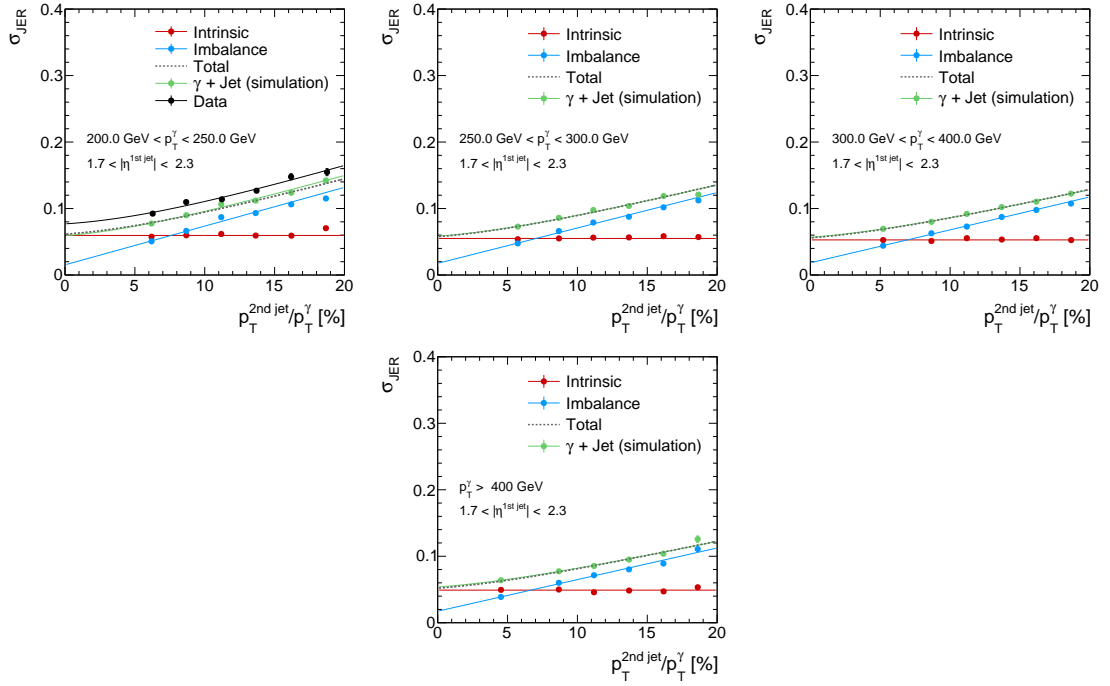 σ_JER
0.4
0.3
0.2
0.1
0
Intrinsic
Imbalance
Total
γ + Jet (simulation)
Data
200.0 GeV < p_T^γ < 250.0 GeV
1.7 < |η^{1st jet}| < 2.3
0 5 10 15 20
p_T^{2nd jet}/p_T^γ [%]
σ_JER
0.4
0.3
0.2
0.1
0
Intrinsic
Imbalance
Total
γ + Jet (simulation)
250.0 GeV < p_T^γ < 300.0 GeV
1.7 < |η^{1st jet}| < 2.3
0 5 10 15 20
p_T^{2nd jet}/p_T^γ [%]
σ_JER
0.4
0.3
0.2
0.1
0
Intrinsic
Imbalance
Total
γ + Jet (simulation)
300.0 GeV < p_T^γ < 400.0 GeV
1.7 < |η^{1st jet}| < 2.3
0 5 10 15 20
p_T^{2nd jet}/p_T^γ [%]
σ_JER
0.4
0.3
0.2
0.1
0
Intrinsic
Imbalance
Total
γ + Jet (simulation)
p_T^γ > 400 GeV
1.7 < |η^{1st jet}| < 2.3
0 5 10 15 20
p_T^{2nd jet}/p_T^γ [%]